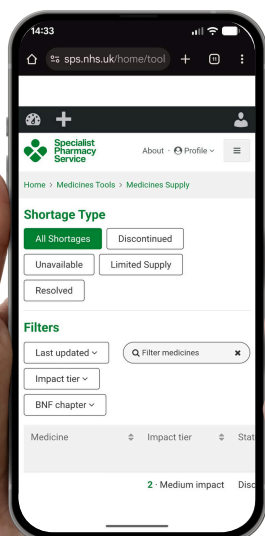 14:33
sps.nhs.uk/home/tool
Specialist
Pharmacy
Service
About · Profile
Home > Medicines Tools > Medicines Supply
Shortage Type
All Shortages
Discontinued
Unavailable
Limited Supply
Resolved
Filters
Last updated
Filter medicines
Impact tier
BNF chapter
Medicine
Impact tier
Stat
2 · Medium impact
Disc